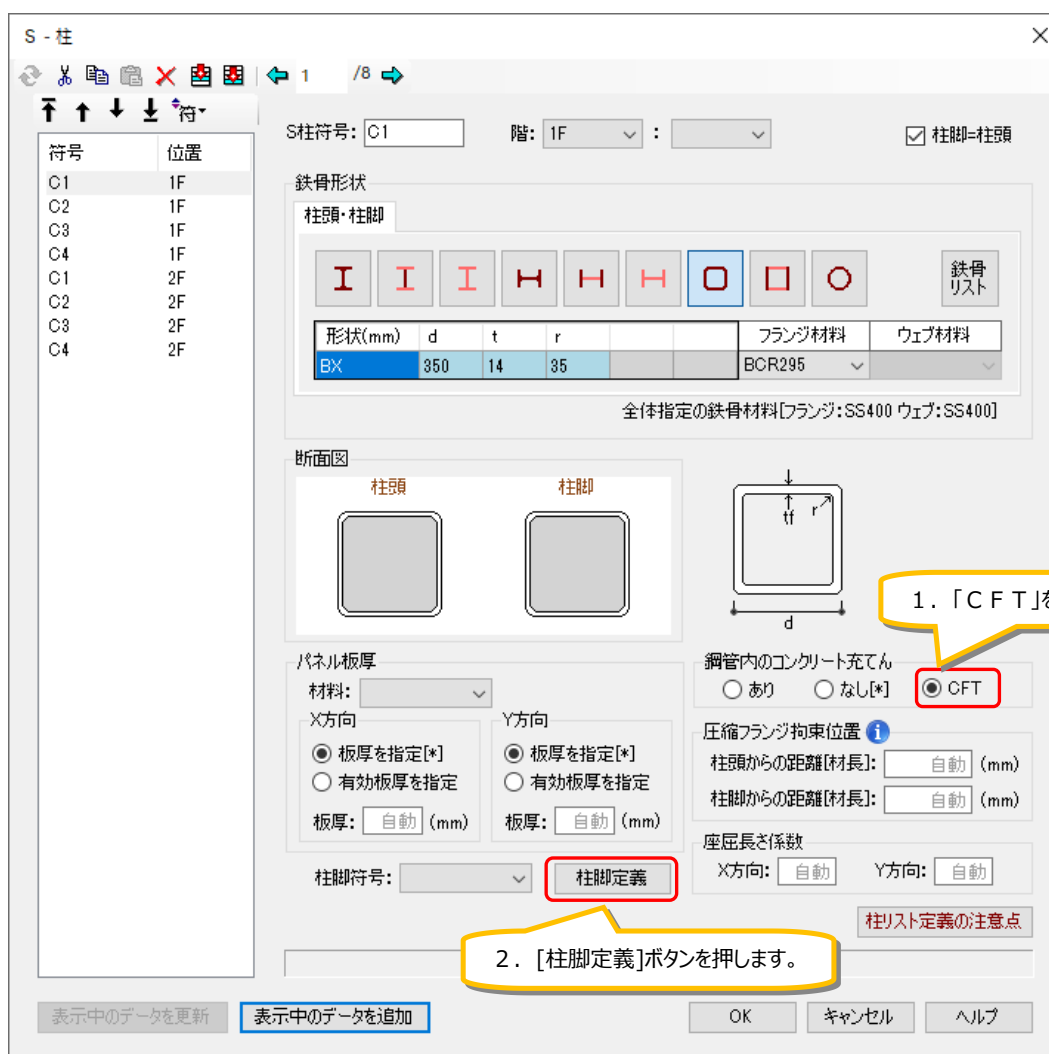 S - 柱
1 /8
符
S柱符号: C1 階: 1F : 柱脚=柱頭
符号 位置
C1 1F
C2 1F
C3 1F
C4 1F
C1 2F
C2 2F
C3 2F
C4 2F
鉄骨形状
柱頭・柱脚
鉄骨
リスト
形状(mm) d t r フランジ材料 ウェブ材料
BX 350 14 35 BCR295
全体指定の鉄骨材料[フランジ:SS400 ウェブ:SS400]
断面図
柱頭 柱脚
tf r
d
1.「CFT」を
パネル板厚
材料:
X方向
板厚を指定[*]
有効板厚を指定
板厚: 自動 (mm)
Y方向
板厚を指定[*]
有効板厚を指定
板厚: 自動 (mm)
鋼管内のコンクリート充てん
あり なし[*] CFT
圧縮フランジ拘束位置
柱頭からの距離[材長]: 自動 (mm)
柱脚からの距離[材長]: 自動 (mm)
座屈長さ係数
X方向: 自動 Y方向: 自動
柱脚符号: 柱脚定義
柱リスト定義の注意点
2.[柱脚定義]ボタンを押します。
表示中のデータを更新 表示中のデータを追加 OK キャンセル ヘルプ